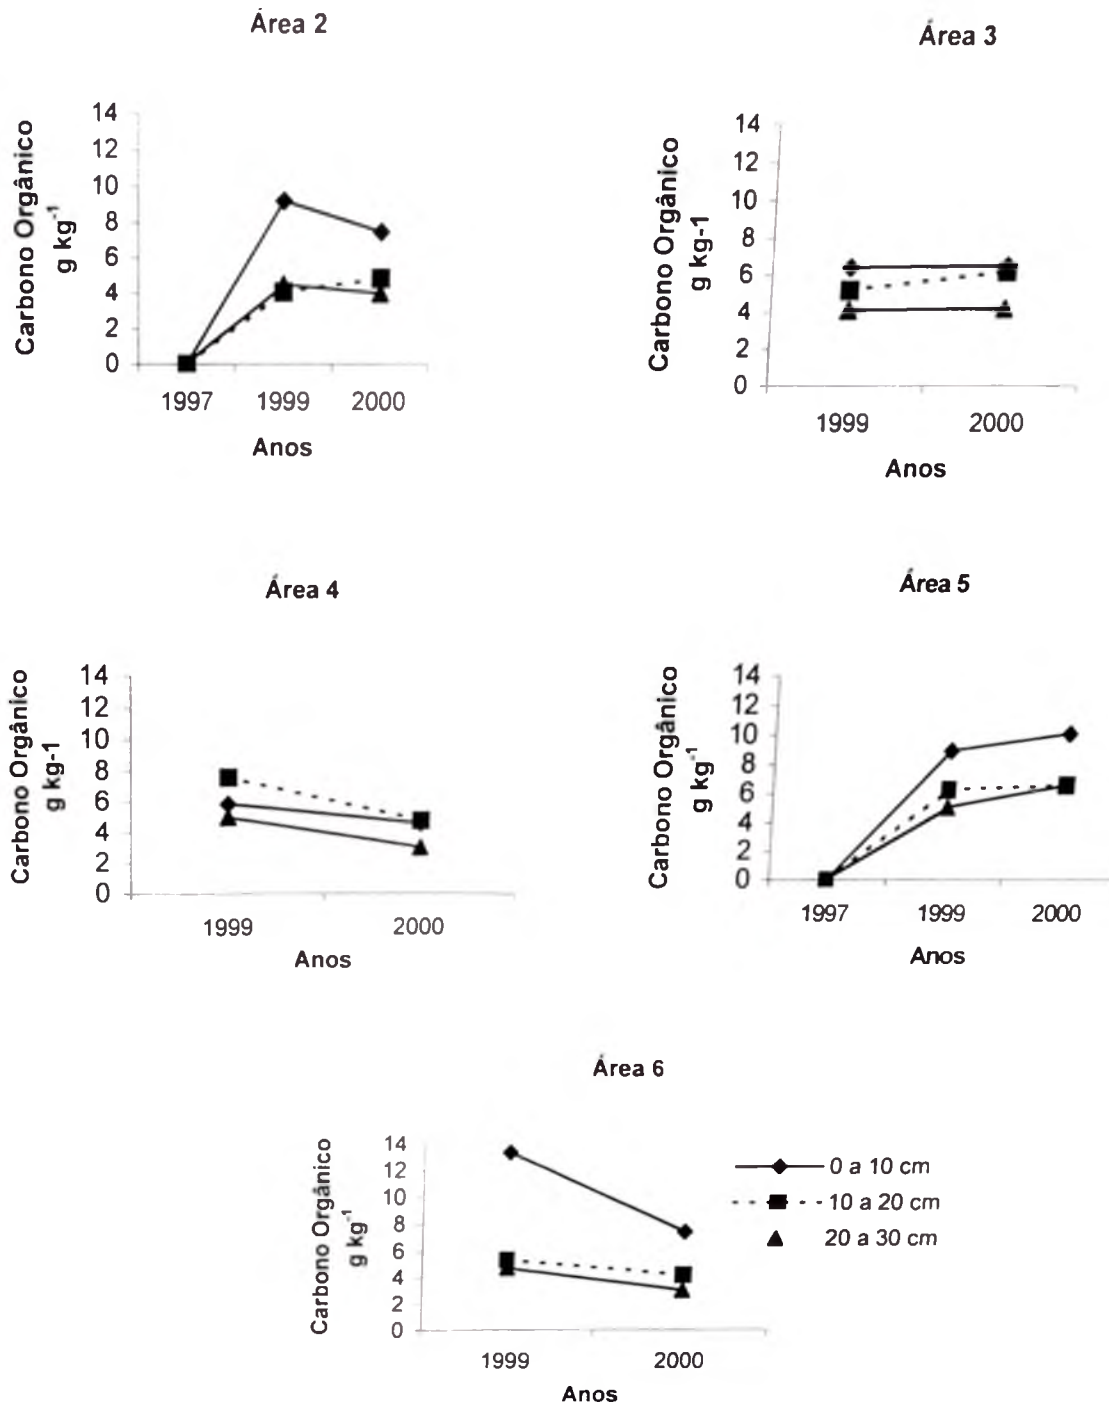 Área 2
Carbono Orgânico
g kg⁻¹
14
12
10
8
6
4
2
0
1997 1999 2000
Anos
Área 3
Carbono Orgânico
g kg-1
14
12
10
8
6
4
2
0
1999 2000
Anos
Área 4
Carbono Orgânico
g kg-1
14
12
10
8
6
4
2
0
1999 2000
Anos
Área 5
Carbono Orgânico
g kg⁻¹
14
12
10
8
6
4
2
0
1997 1999 2000
Anos
Área 6
Carbono Orgânico
g kg⁻¹
14
12
10
8
6
4
2
0
1999 2000
Anos
0 a 10 cm
10 a 20 cm
20 a 30 cm